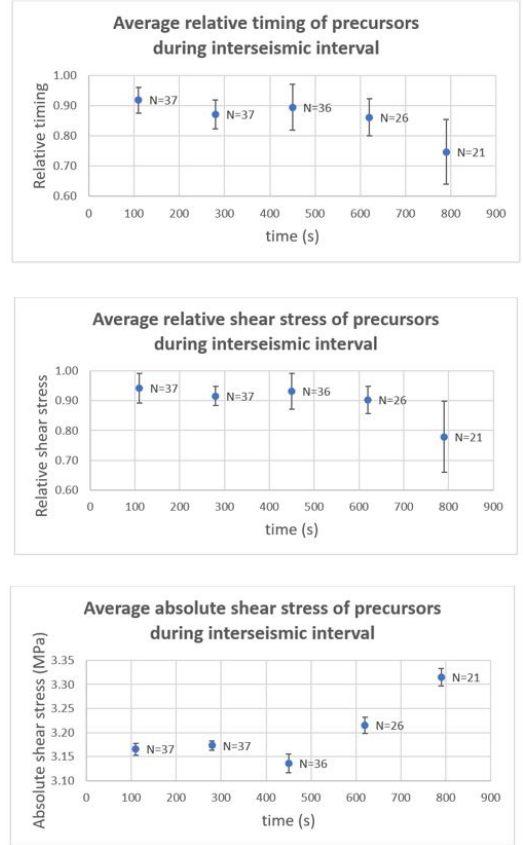 Average relative timing of precursors
during interseismic interval
Relative timing
1.00
0.90
0.80
0.70
0.60
N=37
N=37
N=36
N=26
N=21
0 100 200 300 400 500 600 700 800 900
time (s)
Average relative shear stress of precursors
during interseismic interval
Relative shear stress
1.00
0.90
0.80
0.70
0.60
N=37
N=37
N=36
N=26
N=21
0 100 200 300 400 500 600 700 800 900
time (s)
Average absolute shear stress of precursors
during interseismic interval
Absolute shear stress (MPa)
3.35
3.30
3.25
3.20
3.15
3.10
N=37
N=37
N=36
N=26
N=21
0 100 200 300 400 500 600 700 800 900
time (s)